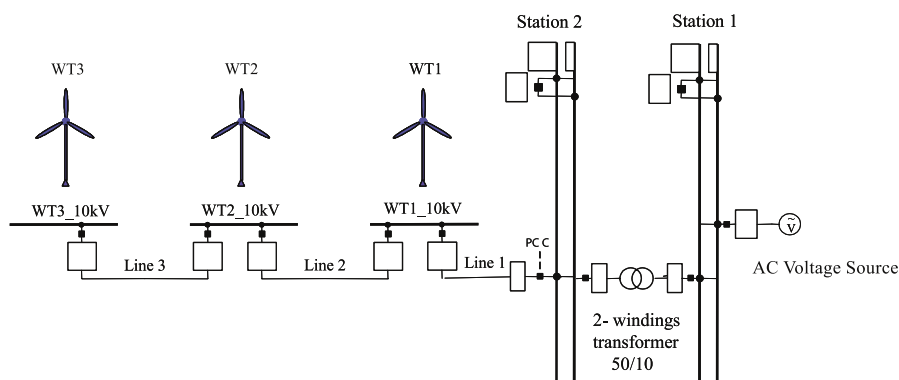 Station 2
Station 1
WT3
WT2
WT1
WT3_10kV
WT2_10kV
WT1_10kV
Line 3
Line 2
Line 1
PCC
ṽ
AC Voltage Source
2- windings
transformer
50/10